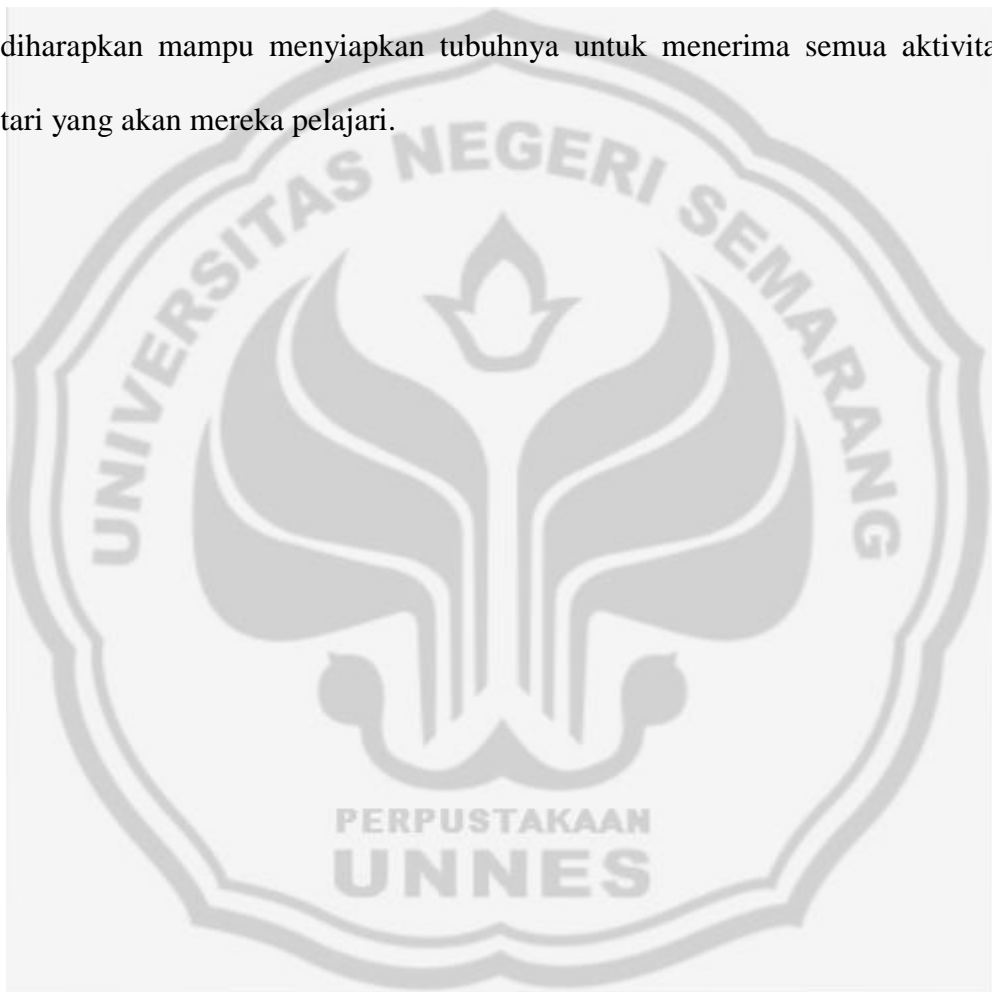 diharapkan mampu menyiapkan tubuhnya untuk menerima semua aktivita
tari yang akan mereka pelajari.
UNIVERSITAS NEGERI SEMARANG
PERPUSTAKAAN
UNNES